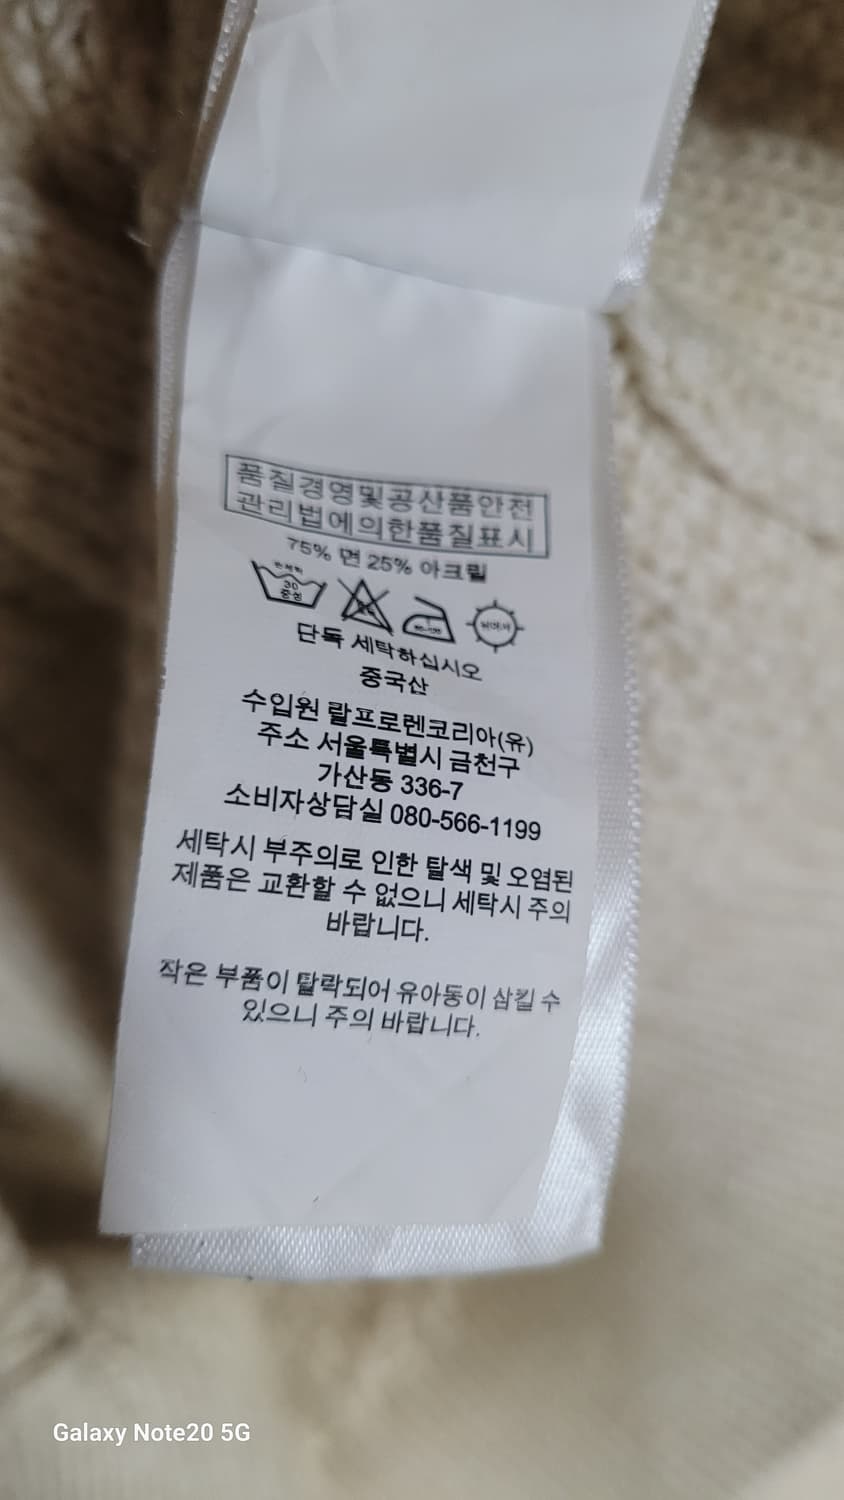 품질경영및공산품안전
관리법에의한품질표시
75% 면 25% 아크릴
30
중성
단독 세탁하십시오
중국산
수입원 랄프로렌코리아(유)
주소 서울특별시 금천구
가산동 336-7
소비자상담실 080-566-1199
세탁시 부주의로 인한 탈색 및 오염된
제품은 교환할 수 없으니 세탁시 주의
바랍니다.
작은 부품이 탈락되어 유아동이 삼킬 수
있으니 주의 바랍니다.
Galaxy Note20 5G